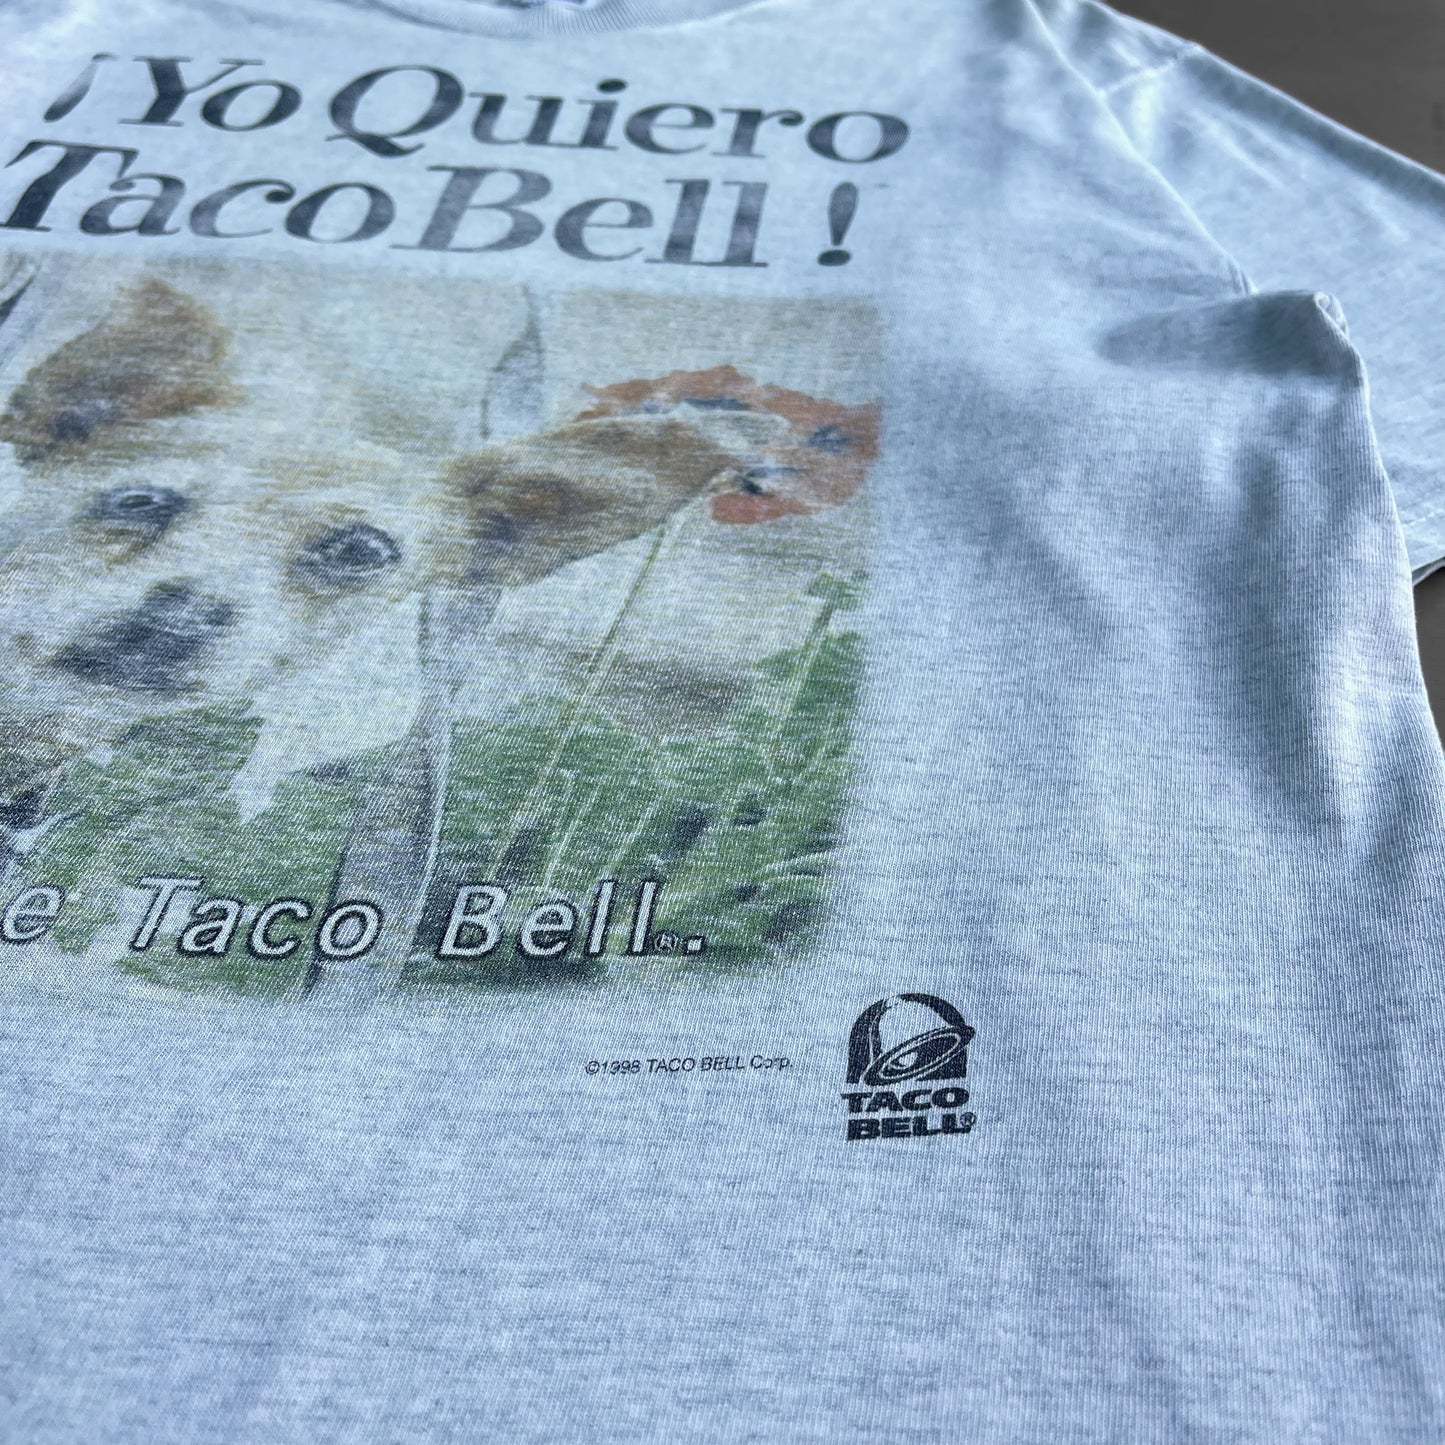 ¡Yo Quiero
Taco Bell!
e Taco Bell®.
©1998 TACO BELL Corp.
TACO
BELL®